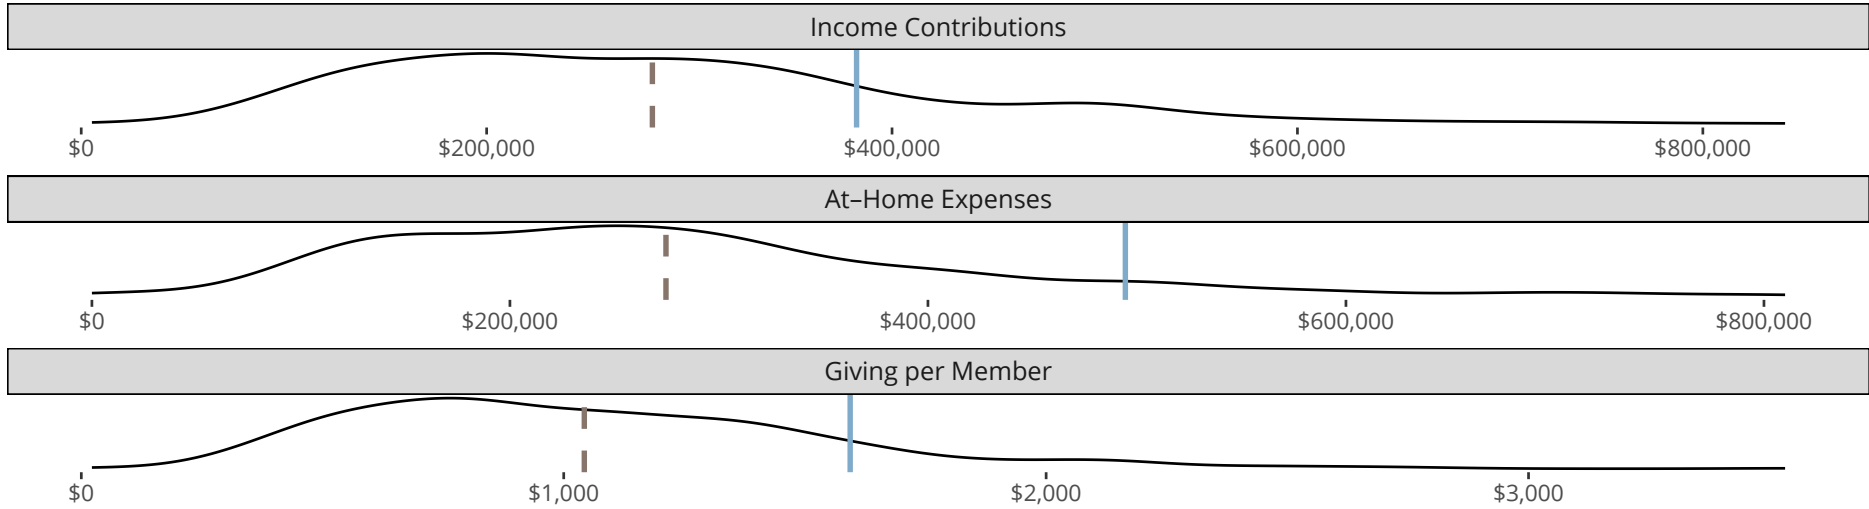 Income Contributions
$0 $200,000 $400,000 $600,000 $800,000
At–Home Expenses
$0 $200,000 $400,000 $600,000 $800,000
Giving per Member
$0 $1,000 $2,000 $3,000